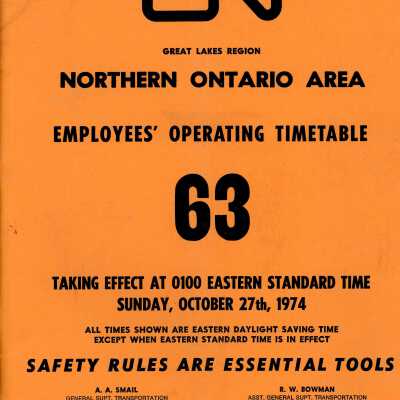 GREAT LAKES REGION
NORTHERN ONTARIO AREA
EMPLOYEES' OPERATING TIMETABLE
63
TAKING EFFECT AT 0100 EASTERN STANDARD TIME
SUNDAY, OCTOBER 27th, 1974
ALL TIMES SHOWN ARE EASTERN DAYLIGHT SAVING TIME
EXCEPT WHEN EASTERN STANDARD TIME IS IN EFFECT
SAFETY RULES ARE ESSENTIAL TOOLS
A. A. SMAIL R. W. BOWMAN
GENERAL SUPT. TRANSPORTATION ASST. GENERAL SUPT. TRANSPORTATION